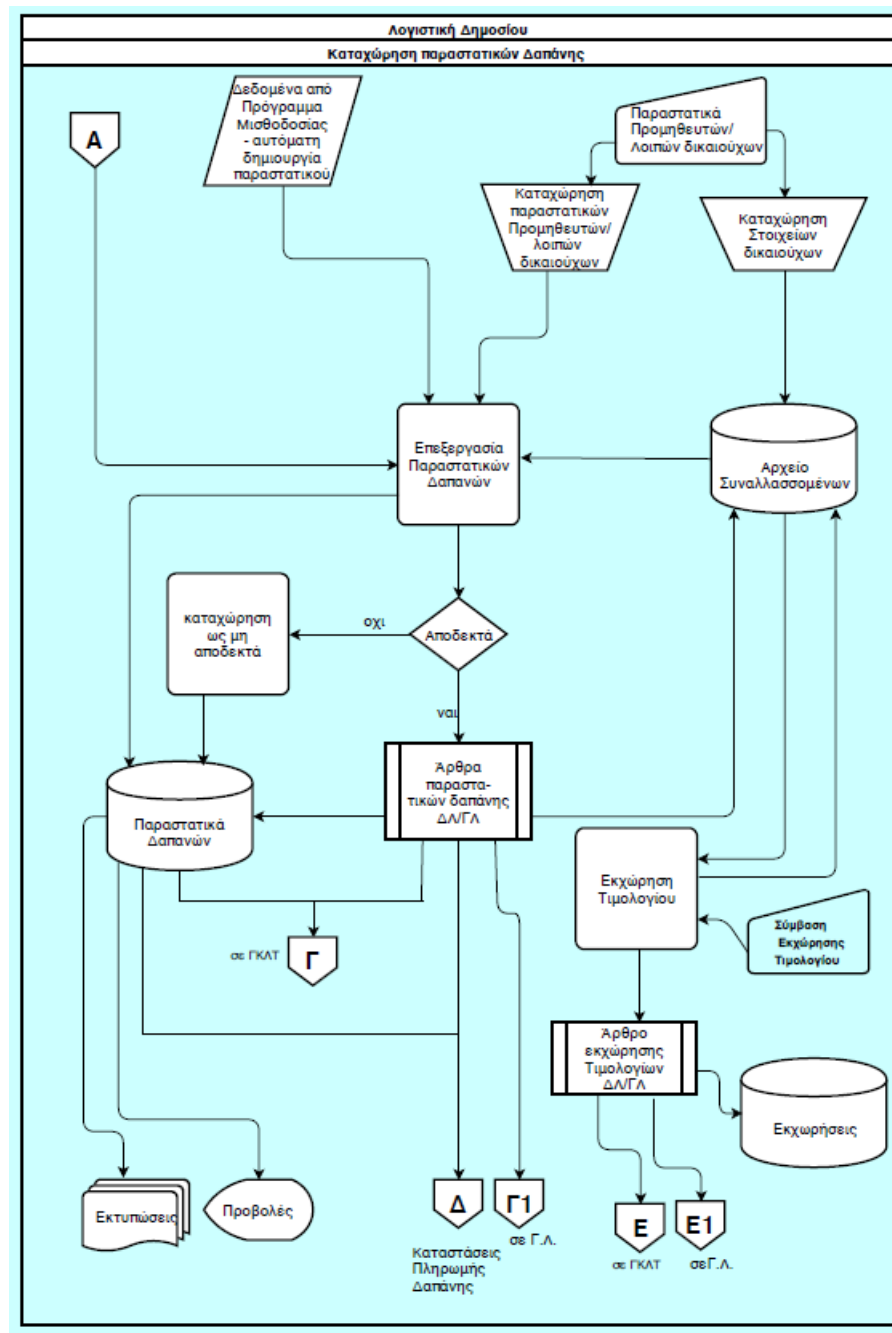 Λογιστική Δημοσίου
Καταχώρηση παραστατικών Δαπάνης
Α
Δεδομένα από
Πρόγραμμα
Μισθοδοσίας
- αυτόματη
δημιουργία
παραστατικού
Παραστατικά
Προμηθευτών/
Λοιπών δικαιούχων
Καταχώρηση
παραστατικών
Προμηθευτών/
λοιπών
δικαιούχων
Καταχώρηση
Στοιχείων
δικαιούχων
Επεξεργασία
Παραστατικών
Δαπανών
Αρχείο
Συναλλασσομένων
καταχώρηση
ως μη
αποδεκτά
οχι
Αποδεκτά
ναι
Άρθρα
παραστα-
τικών δαπάνης
ΔΛ/ΓΛ
Παραστατικά
Δαπανών
Εκχώρηση
Τιμολογίου
Σύμβαση
Εκχώρησης
Τιμολογίου
σε ΓΚΛΤ
Γ
Άρθρο
εκχώρησης
Τιμολογίων
ΔΛ/ΓΛ
Εκχωρήσεις
Εκτυπώσεις
Προβολές
Δ
Καταστάσεις
Πληρωμής
Δαπάνης
Γ1
σε Γ.Λ.
Ε
σε ΓΚΛΤ
Ε1
σεΓ.Λ.